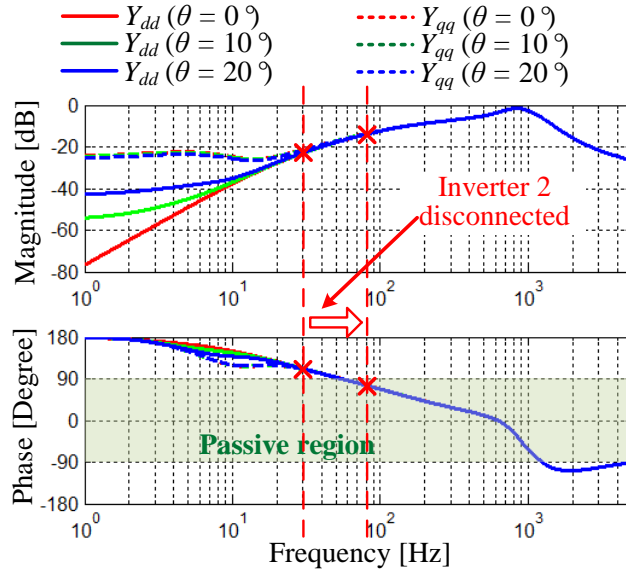 Y_dd (θ = 0°) Y_qq (θ = 0°)
Y_dd (θ = 10°) Y_qq (θ = 10°)
Y_dd (θ = 20°) Y_qq (θ = 20°)
Magnitude [dB]
0
-20
-40
-60
-80
Inverter 2
disconnected
10^0 10^1 10^2 10^3
Phase [Degree]
180
90
0
-90
-180
Passive region
10^0 10^1 10^2 10^3
Frequency [Hz]